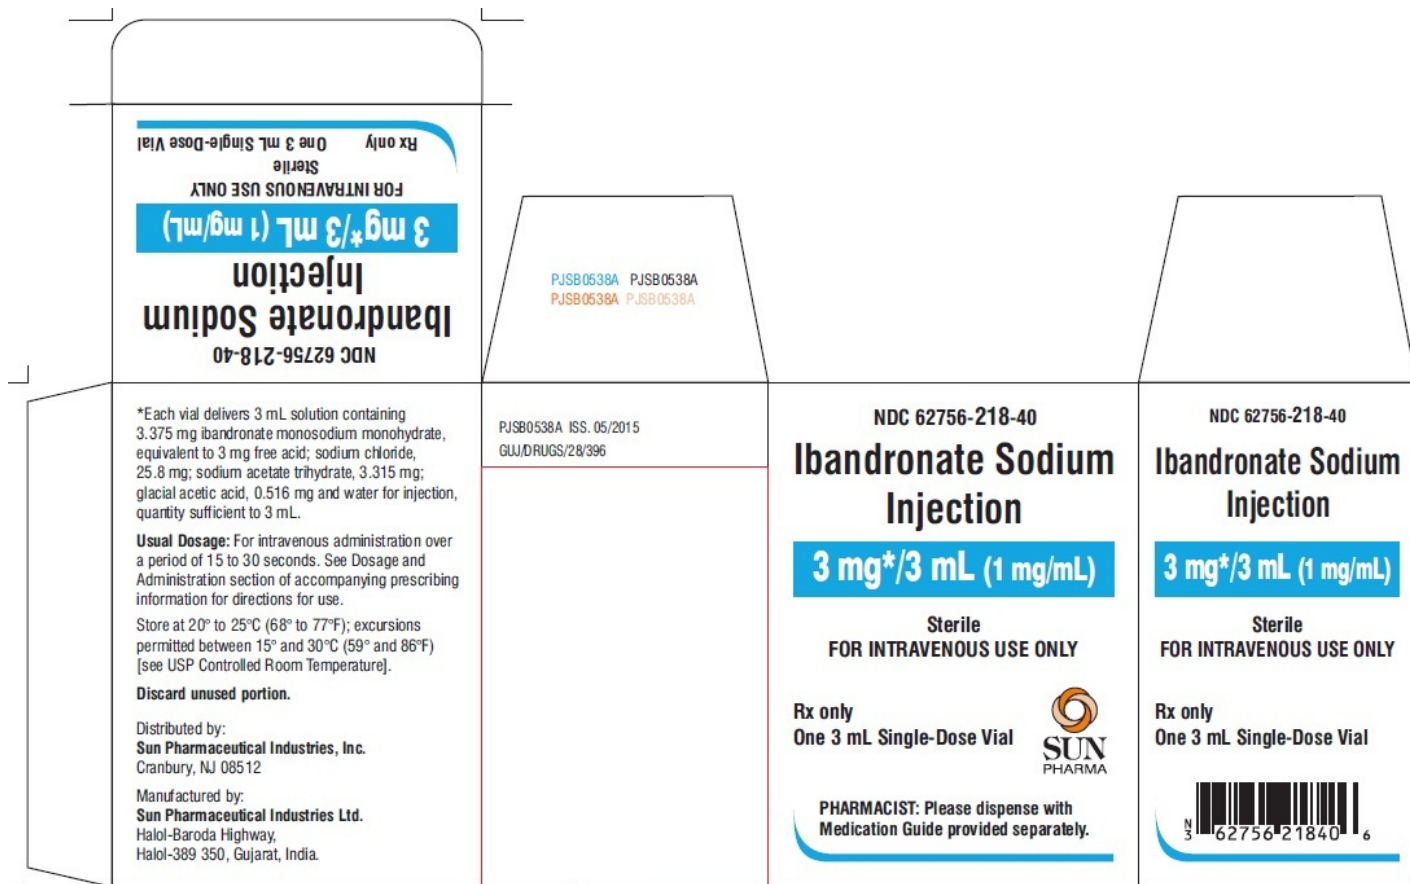 NDC 62756-218-40
Ibandronate Sodium
Injection
3 mg*/3 mL (1 mg/mL)
FOR INTRAVENOUS USE ONLY
Sterile
Rx only One 3 mL Single-Dose Vial
*Each vial delivers 3 mL solution containing
3.375 mg ibandronate monosodium monohydrate,
equivalent to 3 mg free acid; sodium chloride,
25.8 mg; sodium acetate trihydrate, 3.315 mg;
glacial acetic acid, 0.516 mg and water for injection,
quantity sufficient to 3 mL.
Usual Dosage: For intravenous administration over
a period of 15 to 30 seconds. See Dosage and
Administration section of accompanying prescribing
information for directions for use.
Store at 20° to 25°C (68° to 77°F); excursions
permitted between 15° and 30°C (59° and 86°F)
[see USP Controlled Room Temperature].
Discard unused portion.
Distributed by:
Sun Pharmaceutical Industries, Inc.
Cranbury, NJ 08512
Manufactured by:
Sun Pharmaceutical Industries Ltd.
Halol-Baroda Highway,
Halol-389 350, Gujarat, India.
PJSB0538A PJSB0538A
PJSB0538A PJSB0538A
PJSB0538A ISS. 05/2015
GUJ/DRUGS/28/396
NDC 62756-218-40
Ibandronate Sodium
Injection
3 mg*/3 mL (1 mg/mL)
Sterile
FOR INTRAVENOUS USE ONLY
Rx only
One 3 mL Single-Dose Vial
SUN
PHARMA
PHARMACIST: Please dispense with
Medication Guide provided separately.
NDC 62756-218-40
Ibandronate Sodium
Injection
3 mg*/3 mL (1 mg/mL)
Sterile
FOR INTRAVENOUS USE ONLY
Rx only
One 3 mL Single-Dose Vial
N
3 62756 21840 6